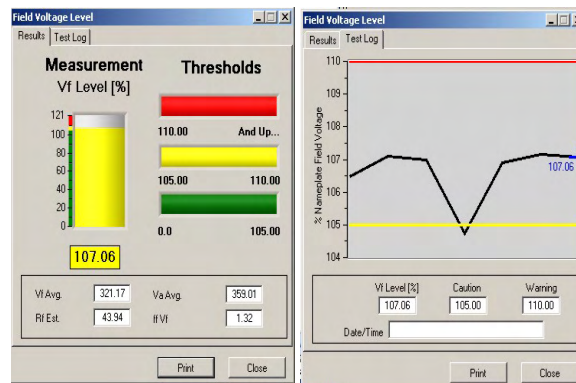 Field Voltage Level
Results Test Log
Measurement
Vf Level [%]
121
100
80
60
40
20
0
107.06
Thresholds
110.00 And Up...
105.00 110.00
0.0 105.00
Vf Avg. 321.17 Va Avg. 359.01
Rf Est. 43.94 ff Vf 1.32
Print Close
Field Voltage Level
Results Test Log
110
109
108
107
106
105
104
% Nameplate Field Voltage
107.06
Vf Level [%] Caution Warning
107.06 105.00 110.00
Date/Time
Print Close